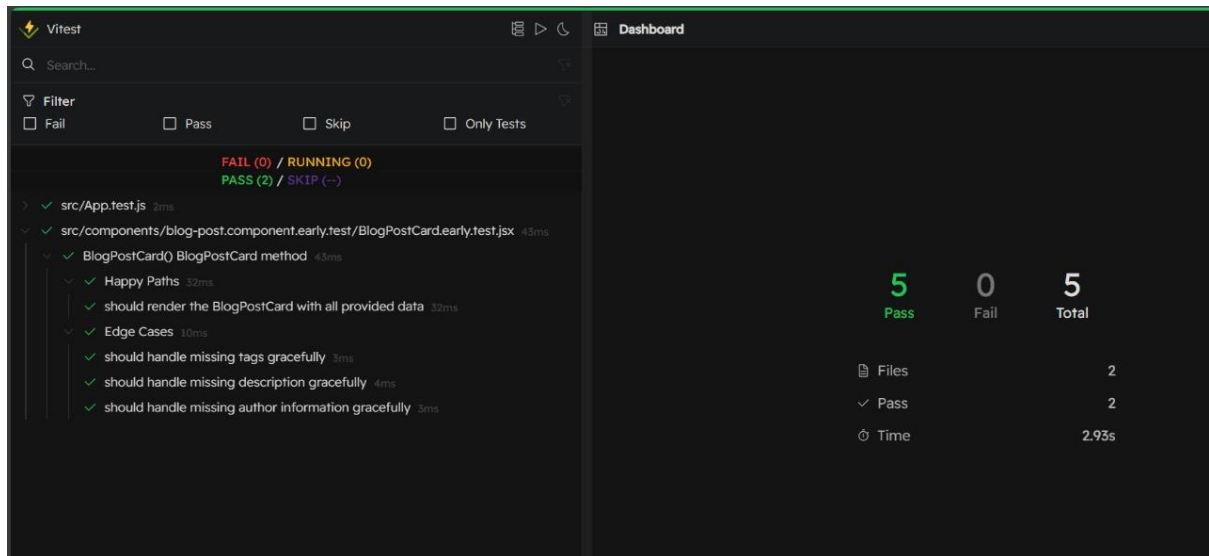 Vitest
Search...
Filter
Fail Pass Skip Only Tests
FAIL (0) / RUNNING (0)
PASS (2) / SKIP (--)
src/App.test.js 2ms
src/components/blog-post.component.early.test/BlogPostCard.early.test.jsx 43ms
BlogPostCard() BlogPostCard method 43ms
Happy Paths 32ms
should render the BlogPostCard with all provided data 32ms
Edge Cases 10ms
should handle missing tags gracefully 3ms
should handle missing description gracefully 4ms
should handle missing author information gracefully 3ms
Dashboard
5 0 5
Pass Fail Total
Files 2
Pass 2
Time 2.93s